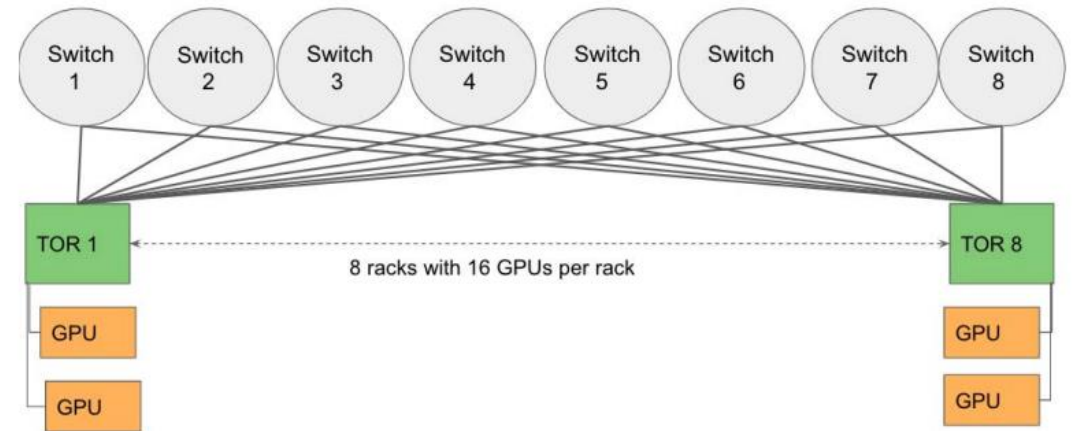 Switch
1
Switch
2
Switch
3
Switch
4
Switch
5
Switch
6
Switch
7
Switch
8
TOR 1
TOR 8
8 racks with 16 GPUs per rack
GPU
GPU
GPU
GPU